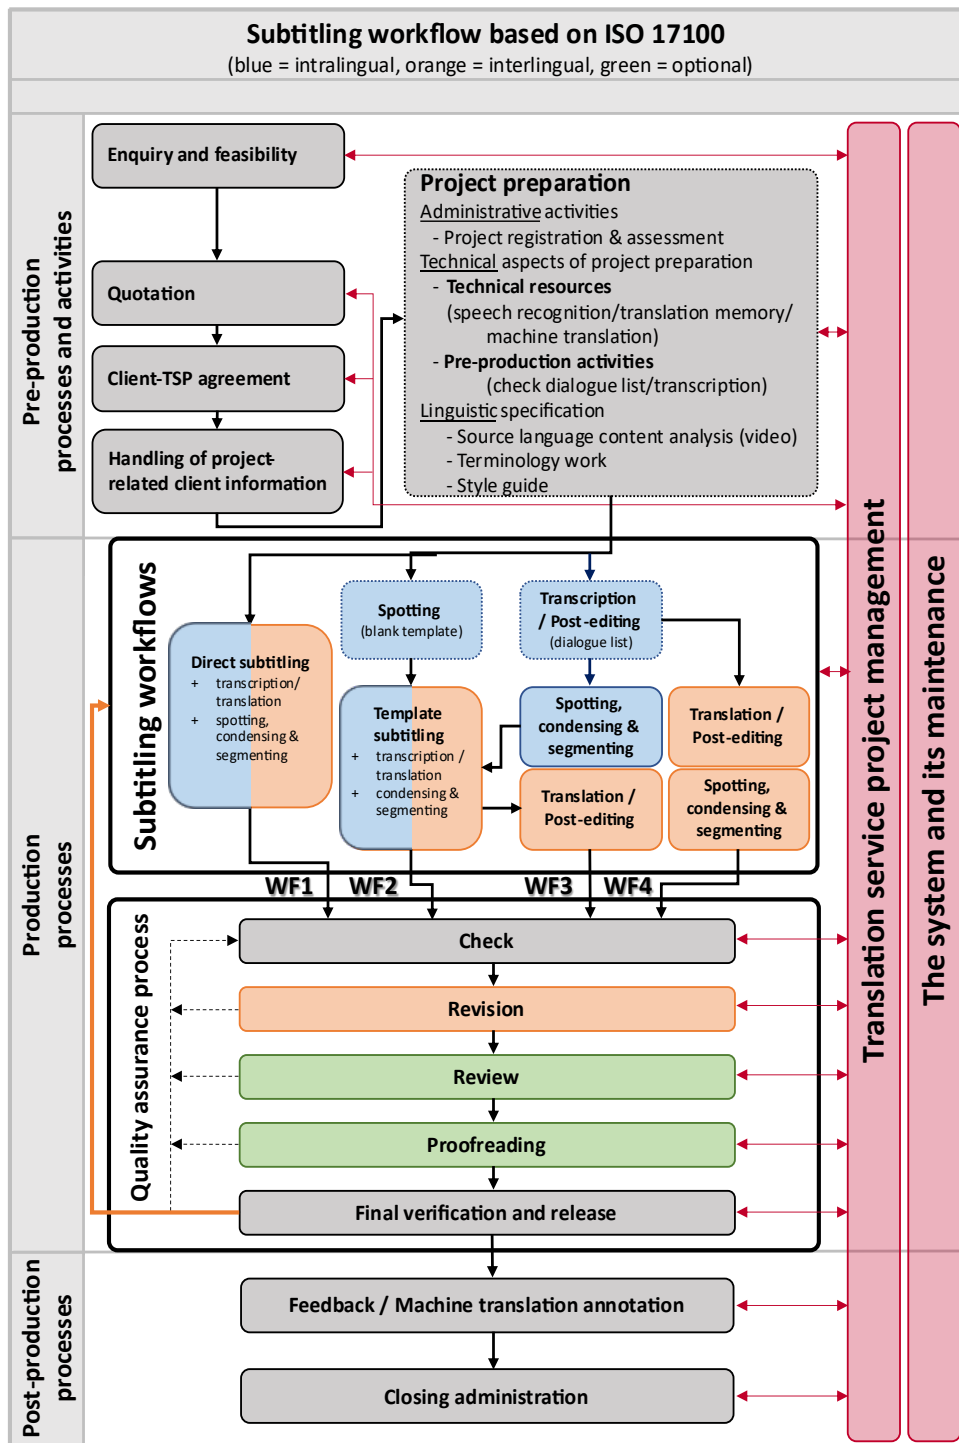 Subtitling workflow based on ISO 17100
(blue = intralingual, orange = interlingual, green = optional)
Pre-production
processes and activities
Enquiry and feasibility
Quotation
Client-TSP agreement
Handling of project-
related client information
Project preparation
Administrative activities
- Project registration & assessment
Technical aspects of project preparation
- Technical resources
(speech recognition/translation memory/
machine translation)
- Pre-production activities
(check dialogue list/transcription)
Linguistic specification
- Source language content analysis (video)
- Terminology work
- Style guide
Translation service project management
The system and its maintenance
Production
processes
Subtitling workflows
Direct subtitling
+ transcription/
translation
+ spotting,
condensing &
segmenting
Spotting
(blank template)
Template
subtitling
+ transcription /
translation
+ condensing &
segmenting
Transcription
/ Post-editing
(dialogue list)
Spotting,
condensing &
segmenting
Translation /
Post-editing
Translation /
Post-editing
Spotting,
condensing &
segmenting
WF1 WF2 WF3 WF4
Quality assurance process
Check
Revision
Review
Proofreading
Final verification and release
Post-production
processes
Feedback / Machine translation annotation
Closing administration